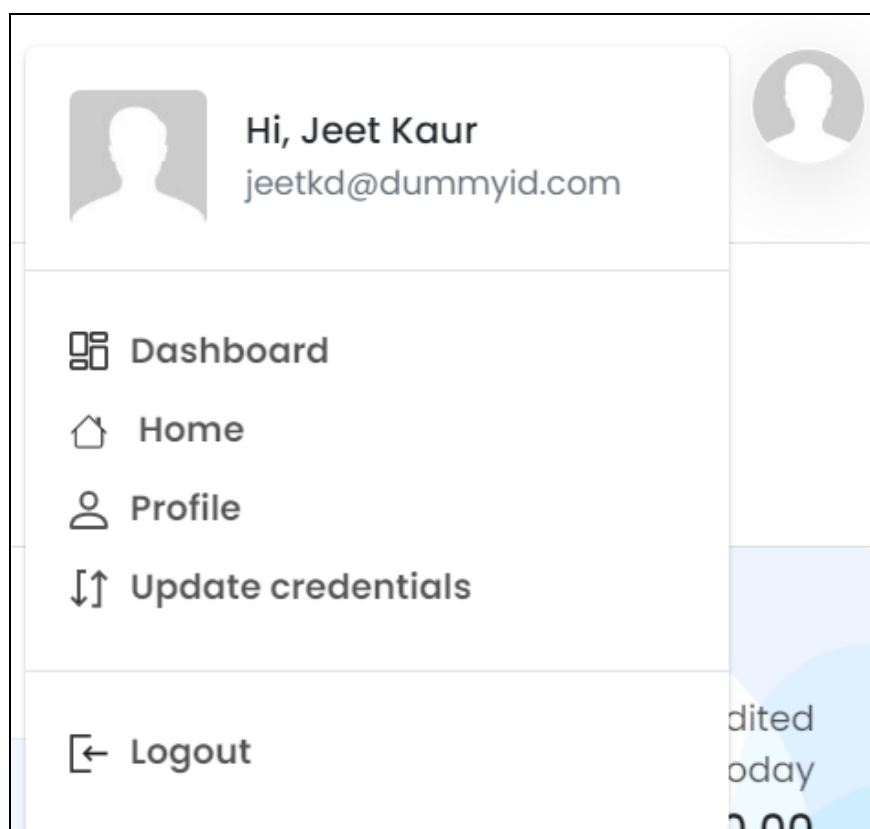 Hi, Jeet Kaur
jeetkd@dummyid.com
Dashboard
Home
Profile
Update credentials
Logout